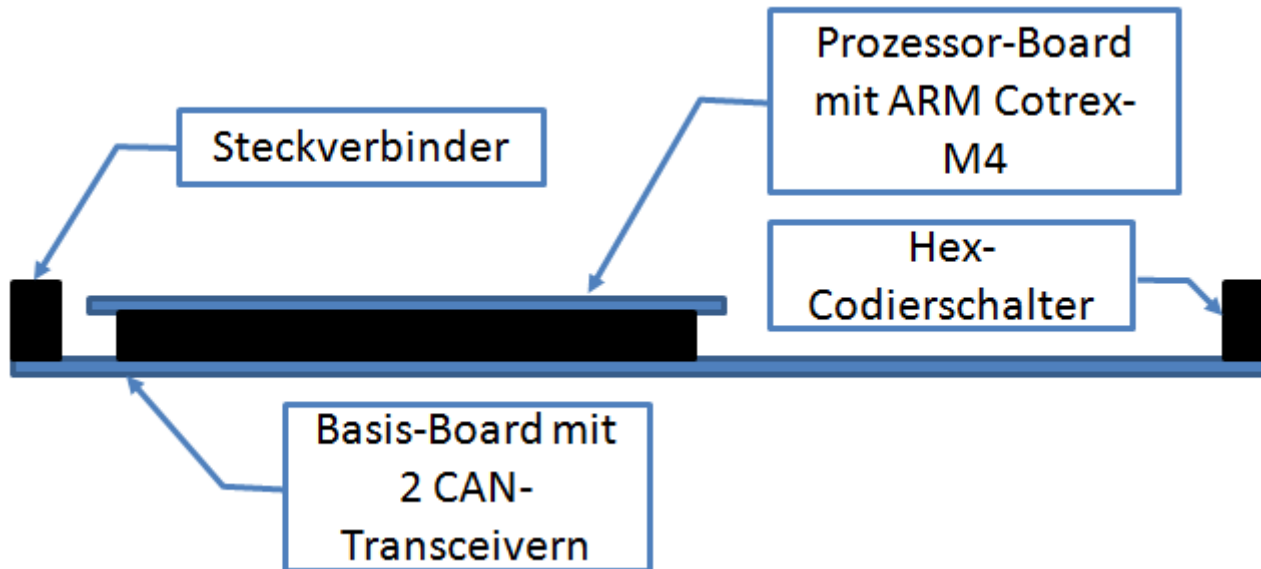 Steckverbinder
Prozessor-Board
mit ARM Cotrex-
M4
Hex-
Codierschalter
Basis-Board mit
2 CAN-
Transceivern